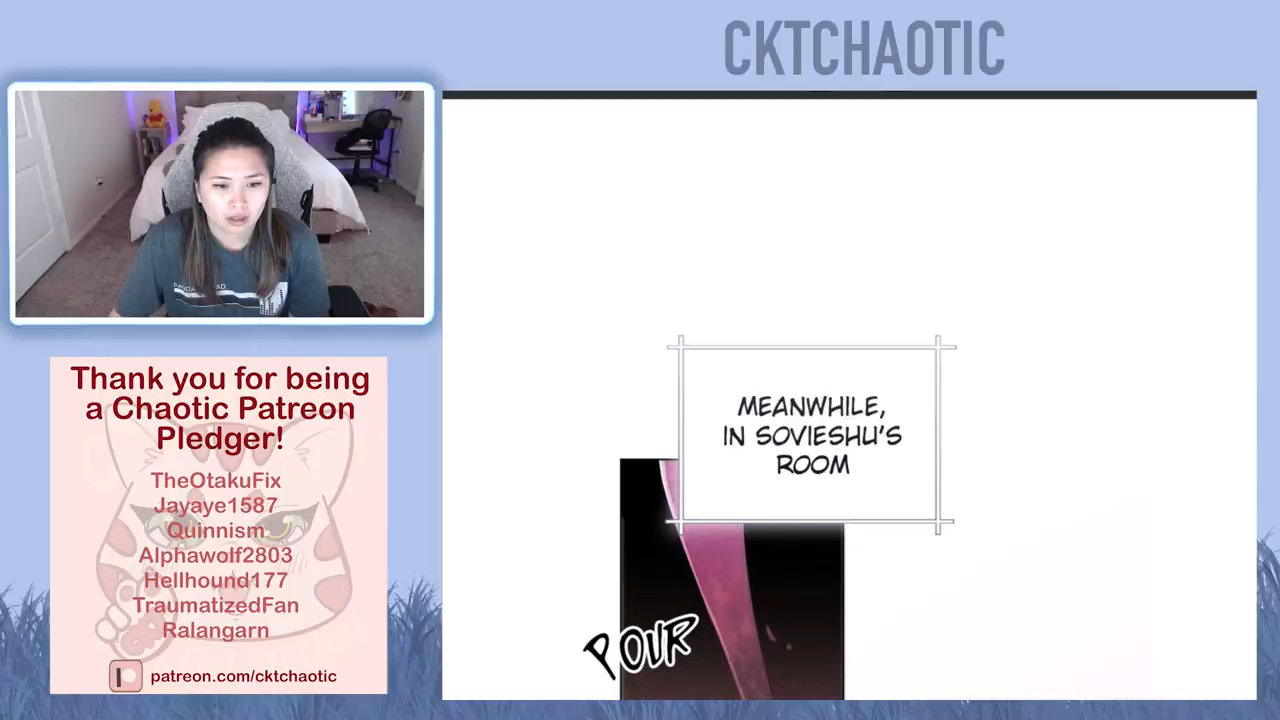 CKTCHAOTIC
Thank you for being
a Chaotic Patreon
Pledger!
TheOtakuFix
Jayaye1587
Quinnism
Alphawolf2803
Hellhound177
TraumatizedFan
Ralangarn
patreon.com/cktchaotic
MEANWHILE,
IN SOVIESHU'S
ROOM
POUR